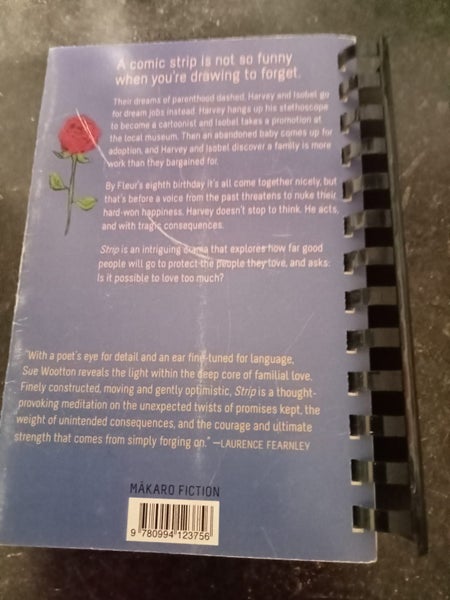 A comic strip is not so funny
when you're drawing to forget.
Their dreams of parenthood dashed, Harvey and Isobel go
for dream jobs instead. Harvey hangs up his stethoscope
to become a cartoonist and Isobel takes a promotion at
the local museum. Then an abandoned baby comes up for
adoption, and Harvey and Isobel discover a family is more
work than they bargained for.
By Fleur's eighth birthday it's all come together nicely, but
that's before a voice from the past threatens to nuke their
hard-won happiness. Harvey doesn't stop to think. He acts,
and with tragic consequences.
Strip is an intriguing drama that explores how far good
people will go to protect the people they love, and asks:
Is it possible to love too much?
"With a poet's eye for detail and an ear fine-tuned for language,
Sue Wootton reveals the light within the deep core of familial love.
Finely constructed, moving and gently optimistic, Strip is a thought-
provoking meditation on the unexpected twists of promises kept, the
weight of unintended consequences, and the courage and ultimate
strength that comes from simply forging on." —LAURENCE FEARNLEY
MĀKARO FICTION
9 780994 123756